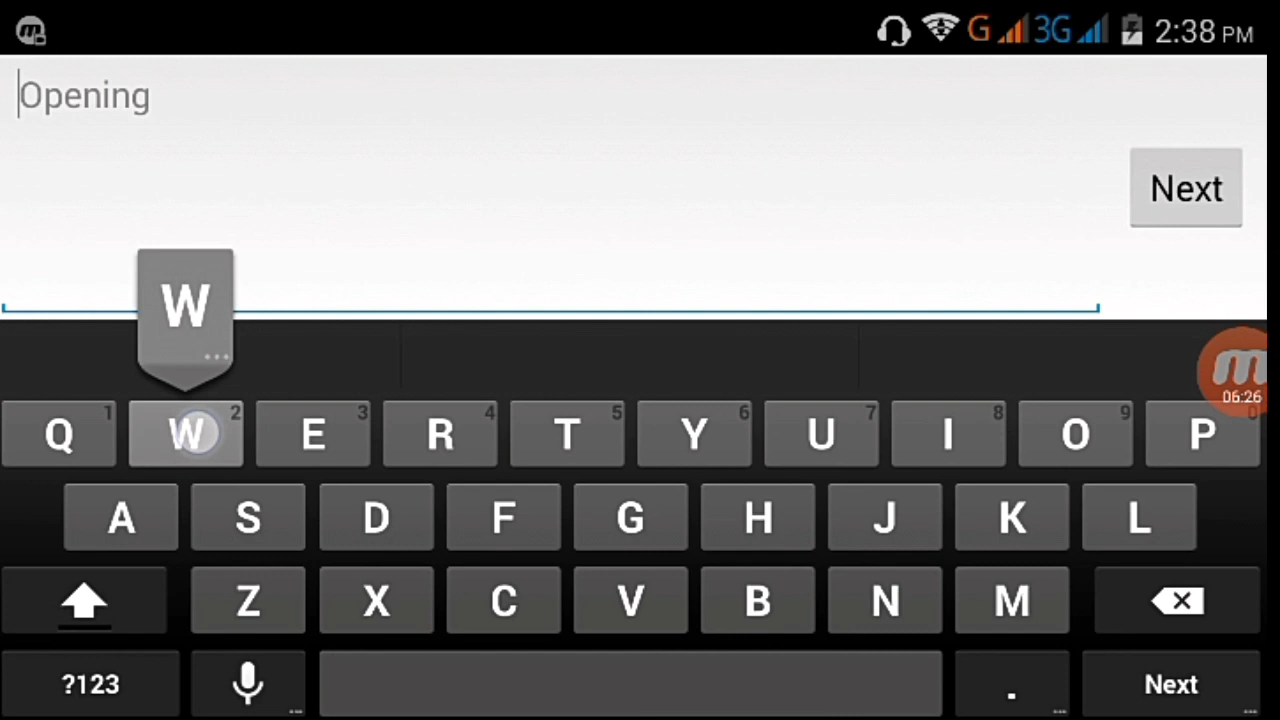 G 3G 2:38 PM
Opening
Next
W
06:26
Q 1 W 2 E 3 R 4 T 5 Y 6 U 7 I 8 O 9 P 0
A S D F G H J K L
Z X C V B N M
?123 . Next